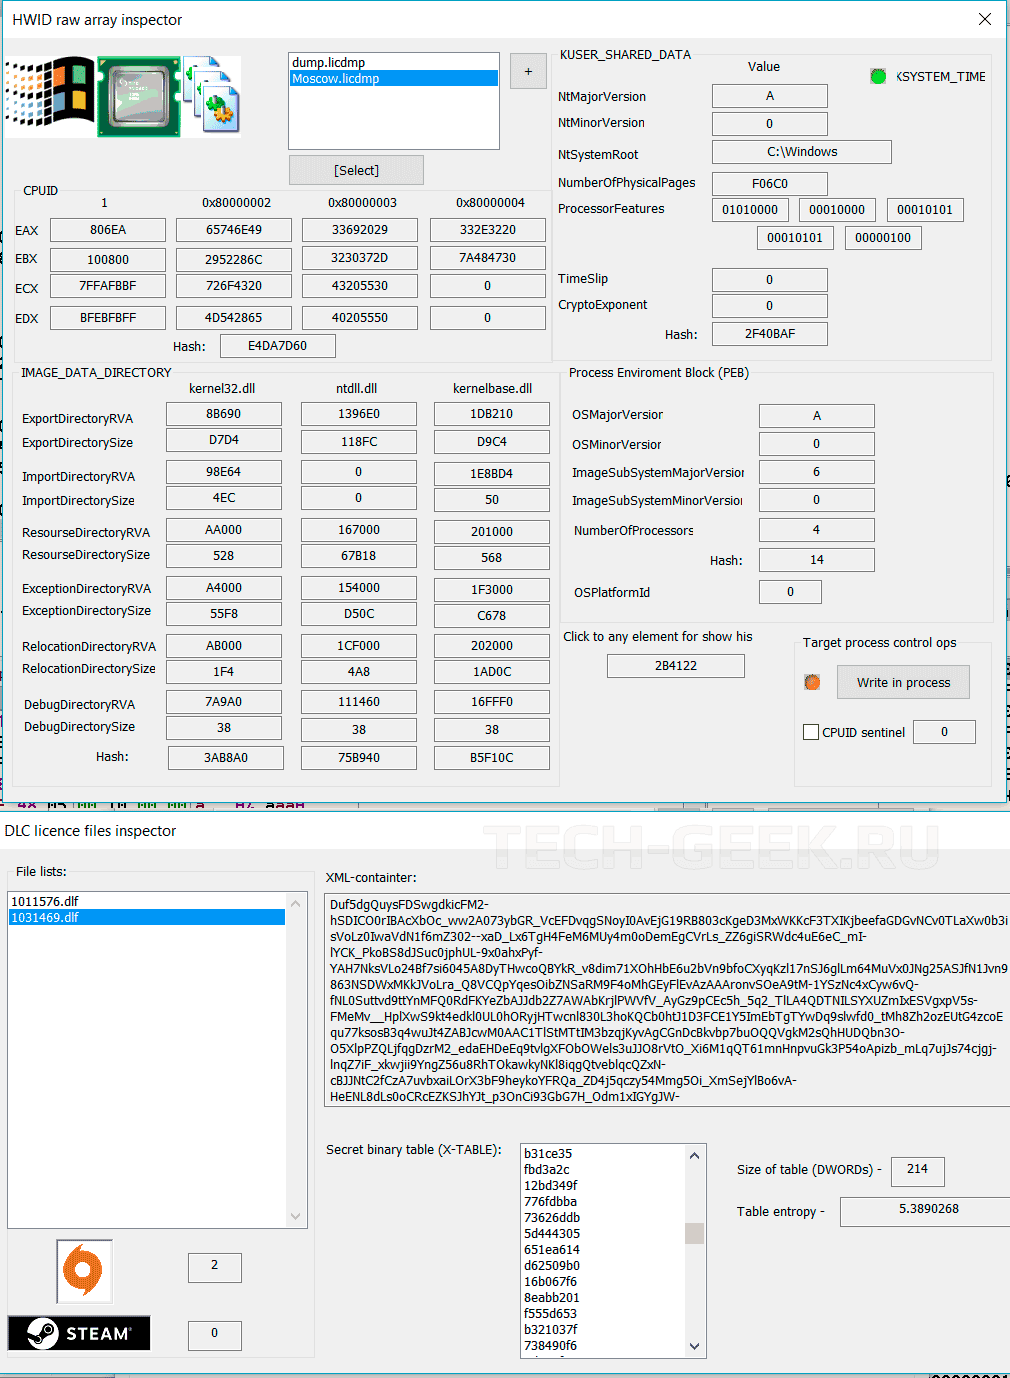 HWID raw array inspector
dump.licdmp
Moscow.licdmp
+
[Select]
KUSER_SHARED_DATA
Value
KSYSTEM_TIME
NtMajorVersion A
NtMinorVersion 0
NtSystemRoot C:\Windows
NumberOfPhysicalPages F06C0
ProcessorFeatures 01010000 00010000 00010101
00010101 00000100
TimeSlip 0
CryptoExponent 0
Hash: 2F40BAF
CPUID
1 0x80000002 0x80000003 0x80000004
EAX 806EA 65746E49 33692029 332E3220
EBX 100800 2952286C 3230372D 7A484730
ECX 7FFAFBBF 726F4320 43205530 0
EDX BFEBFBFF 4D542865 40205550 0
Hash: E4DA7D60
IMAGE_DATA_DIRECTORY
kernel32.dll ntdll.dll kernelbase.dll
ExportDirectoryRVA 8B690 1396E0 1DB210
ExportDirectorySize D7D4 118FC D9C4
ImportDirectoryRVA 98E64 0 1E8BD4
ImportDirectorySize 4EC 0 50
ResourseDirectoryRVA AA000 167000 201000
ResourseDirectorySize 528 67B18 568
ExceptionDirectoryRVA A4000 154000 1F3000
ExceptionDirectorySize 55F8 D50C C678
RelocationDirectoryRVA AB000 1CF000 202000
RelocationDirectorySize 1F4 4A8 1AD0C
DebugDirectoryRVA 7A9A0 111460 16FFF0
DebugDirectorySize 38 38 38
Hash: 3AB8A0 75B940 B5F10C
Process Enviroment Block (PEB)
OSMajorVersior A
OSMinorVersior 0
ImageSubSystemMajorVersior 6
ImageSubSystemMinorVersior 0
NumberOfProcessors 4
Hash: 14
OSPlatformId 0
Click to any element for show his
2B4122
Target process control ops
Write in process
CPUID sentinel 0
DLC licence files inspector
TECH-GEEK.RU
File lists:
1011576.dlf
1031469.dlf
2
STEAM
0
XML-containter:
Duf5dgQuysFDSwgdkicFM2-
hSDICO0rIBAcXbOc_ww2A073ybGR_VcEFDvqgSNoyI0AvEjG19RB803cKgeD3MxWKKcF3TXIKjbeefaGDGvNCv0TLaXw0b3i
sVoLz0IwaVdN1f6mZ302--xaD_Lx6TgH4FeM6MUy4m0oDemEgCVrLs_ZZ6giSRWdc4uE6eC_mI-
lYCK_PkoBS8dJSuc0jphUL-9x0ahxPyf-
YAH7NksVLo24Bf7si6045A8DyTHwcoQBYkR_v8dim71XOhHbE6u2bVn9bfoCXyqKzl17nSJ6glLm64MuVx0JNg25ASJfN1Jvn9
863NSDWxMKkJVoLra_Q8VCQpYqesOibZNSaRM9F4oMhGEyFlEvAzAAAronvSOeA9tM-1YSzNc4xCyw6vQ-
fNL0Suttvd9ttYnMFQ0RdFKYeZbAJJdb2Z7AWAbKrjlPWVfV_AyGz9pCEc5h_5q2_TlLA4QDTNILSYXUZmIxESVgxpV5s-
FMeMv__HplXwS9kt4edkl0UL0hORyjHTwcnl830L3hoKQCb0htJ1D3FCE1Y5ImEbTgTYwDq9slwfd0_tMh8Zh2ozEUtG4zcoE
qu77ksosB3q4wuJt4ZABJcwM0AAC1TlStMTtIM3bzqjKyvAgCGnDcBkvbp7buOQQVgkM2sQhHUDQbn3O-
O5XlpPZQLjfqgDzrM2_edaEHDeEq9tvlgXFObOWels3uJJO8rVtO_Xi6M1qQT61mnHnpvuGk3P54oApizb_mLq7ujJs74cjgj-
lnqZ7iF_xkwjii9YngZ56u8RhTOkawkyNKl8iqgQtveblqcQZxN-
cBJJNtC2fCzA7uvbxaiLOrX3bF9heykoYFRQa_ZD4j5qczy54Mmg5Oi_XmSejYlBo6vA-
HeENL8dLs0oCRcEZKSJhYJt_p3OnCi93GbG7H_Odm1xIGYgJW-
Secret binary table (X-TABLE):
b31ce35
fbd3a2c
12bd349f
776fdbba
73626ddb
5d444305
651ea614
d62509b0
16b067f6
8eabb201
f555d653
b321037f
738490f6
Size of table (DWORDs) - 214
Table entropy - 5.3890268